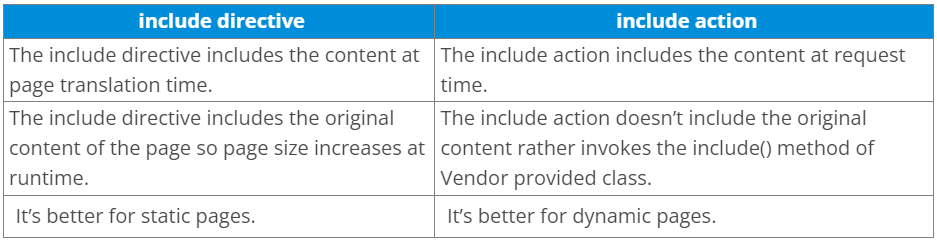 include directive
include action
The include directive includes the content at
page translation time.
The include action includes the content at request
time.
The include directive includes the original
content of the page so page size increases at
runtime.
The include action doesn’t include the original
content rather invokes the include() method of
Vendor provided class.
It’s better for static pages.
It’s better for dynamic pages.